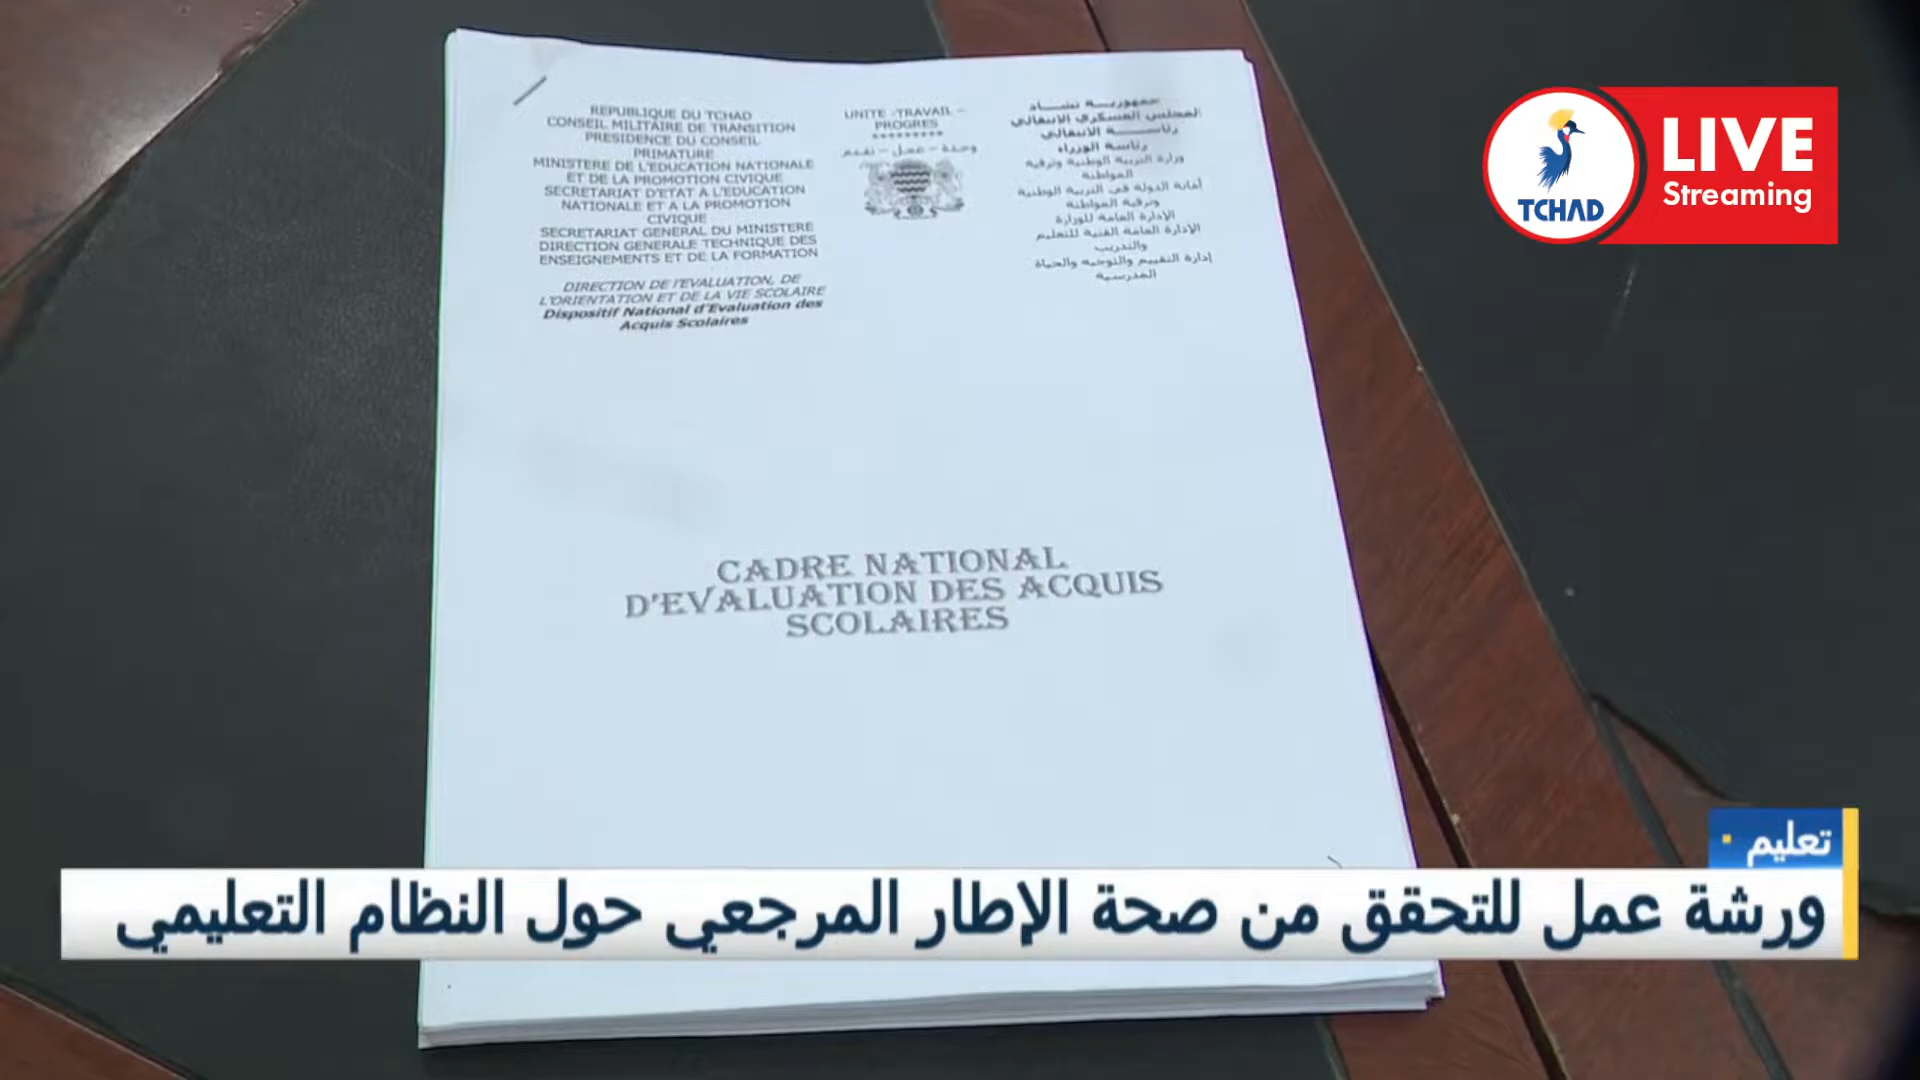 REPUBLIQUE DU TCHAD
CONSEIL MILITAIRE DE TRANSITION
PRESIDENCE DU CONSEIL
PRIMATURE
MINISTERE DE L'EDUCATION NATIONALE
ET DE LA PROMOTION CIVIQUE
SECRETARIAT D'ETAT A L'EDUCATION
NATIONALE ET A LA PROMOTION
CIVIQUE
SECRETARIAT GENERAL DU MINISTERE
DIRECTION GENERALE TECHNIQUE DES
ENSEIGNEMENTS ET DE LA FORMATION
DIRECTION DE l'EVALUATION, DE
L'ORIENTATION ET DE LA VIE SCOLAIRE
Dispositif National d'Evaluation des
Acquis Scolaires
UNITE -TRAVAIL –
PROGRES
********
وحدة – عمل – تقدم
جمهورية تشاد
المجلس العسكري الانتقالي
رئاسة الانتقالي
رئاسة الوزراء
وزارة التربية الوطنية وترقية
المواطنة
أمانة الدولة في التربية الوطنية
وترقية المواطنة
الإدارة العامة للوزارة
الإدارة العامة الفنية للتعليم
والتدريب
إدارة التقييم والتوجيه والحياة
المدرسية
CADRE NATIONAL
D'EVALUATION DES ACQUIS
SCOLAIRES
TCHAD
LIVE
Streaming
تعليم
ورشة عمل للتحقق من صحة الإطار المرجعي حول النظام التعليمي